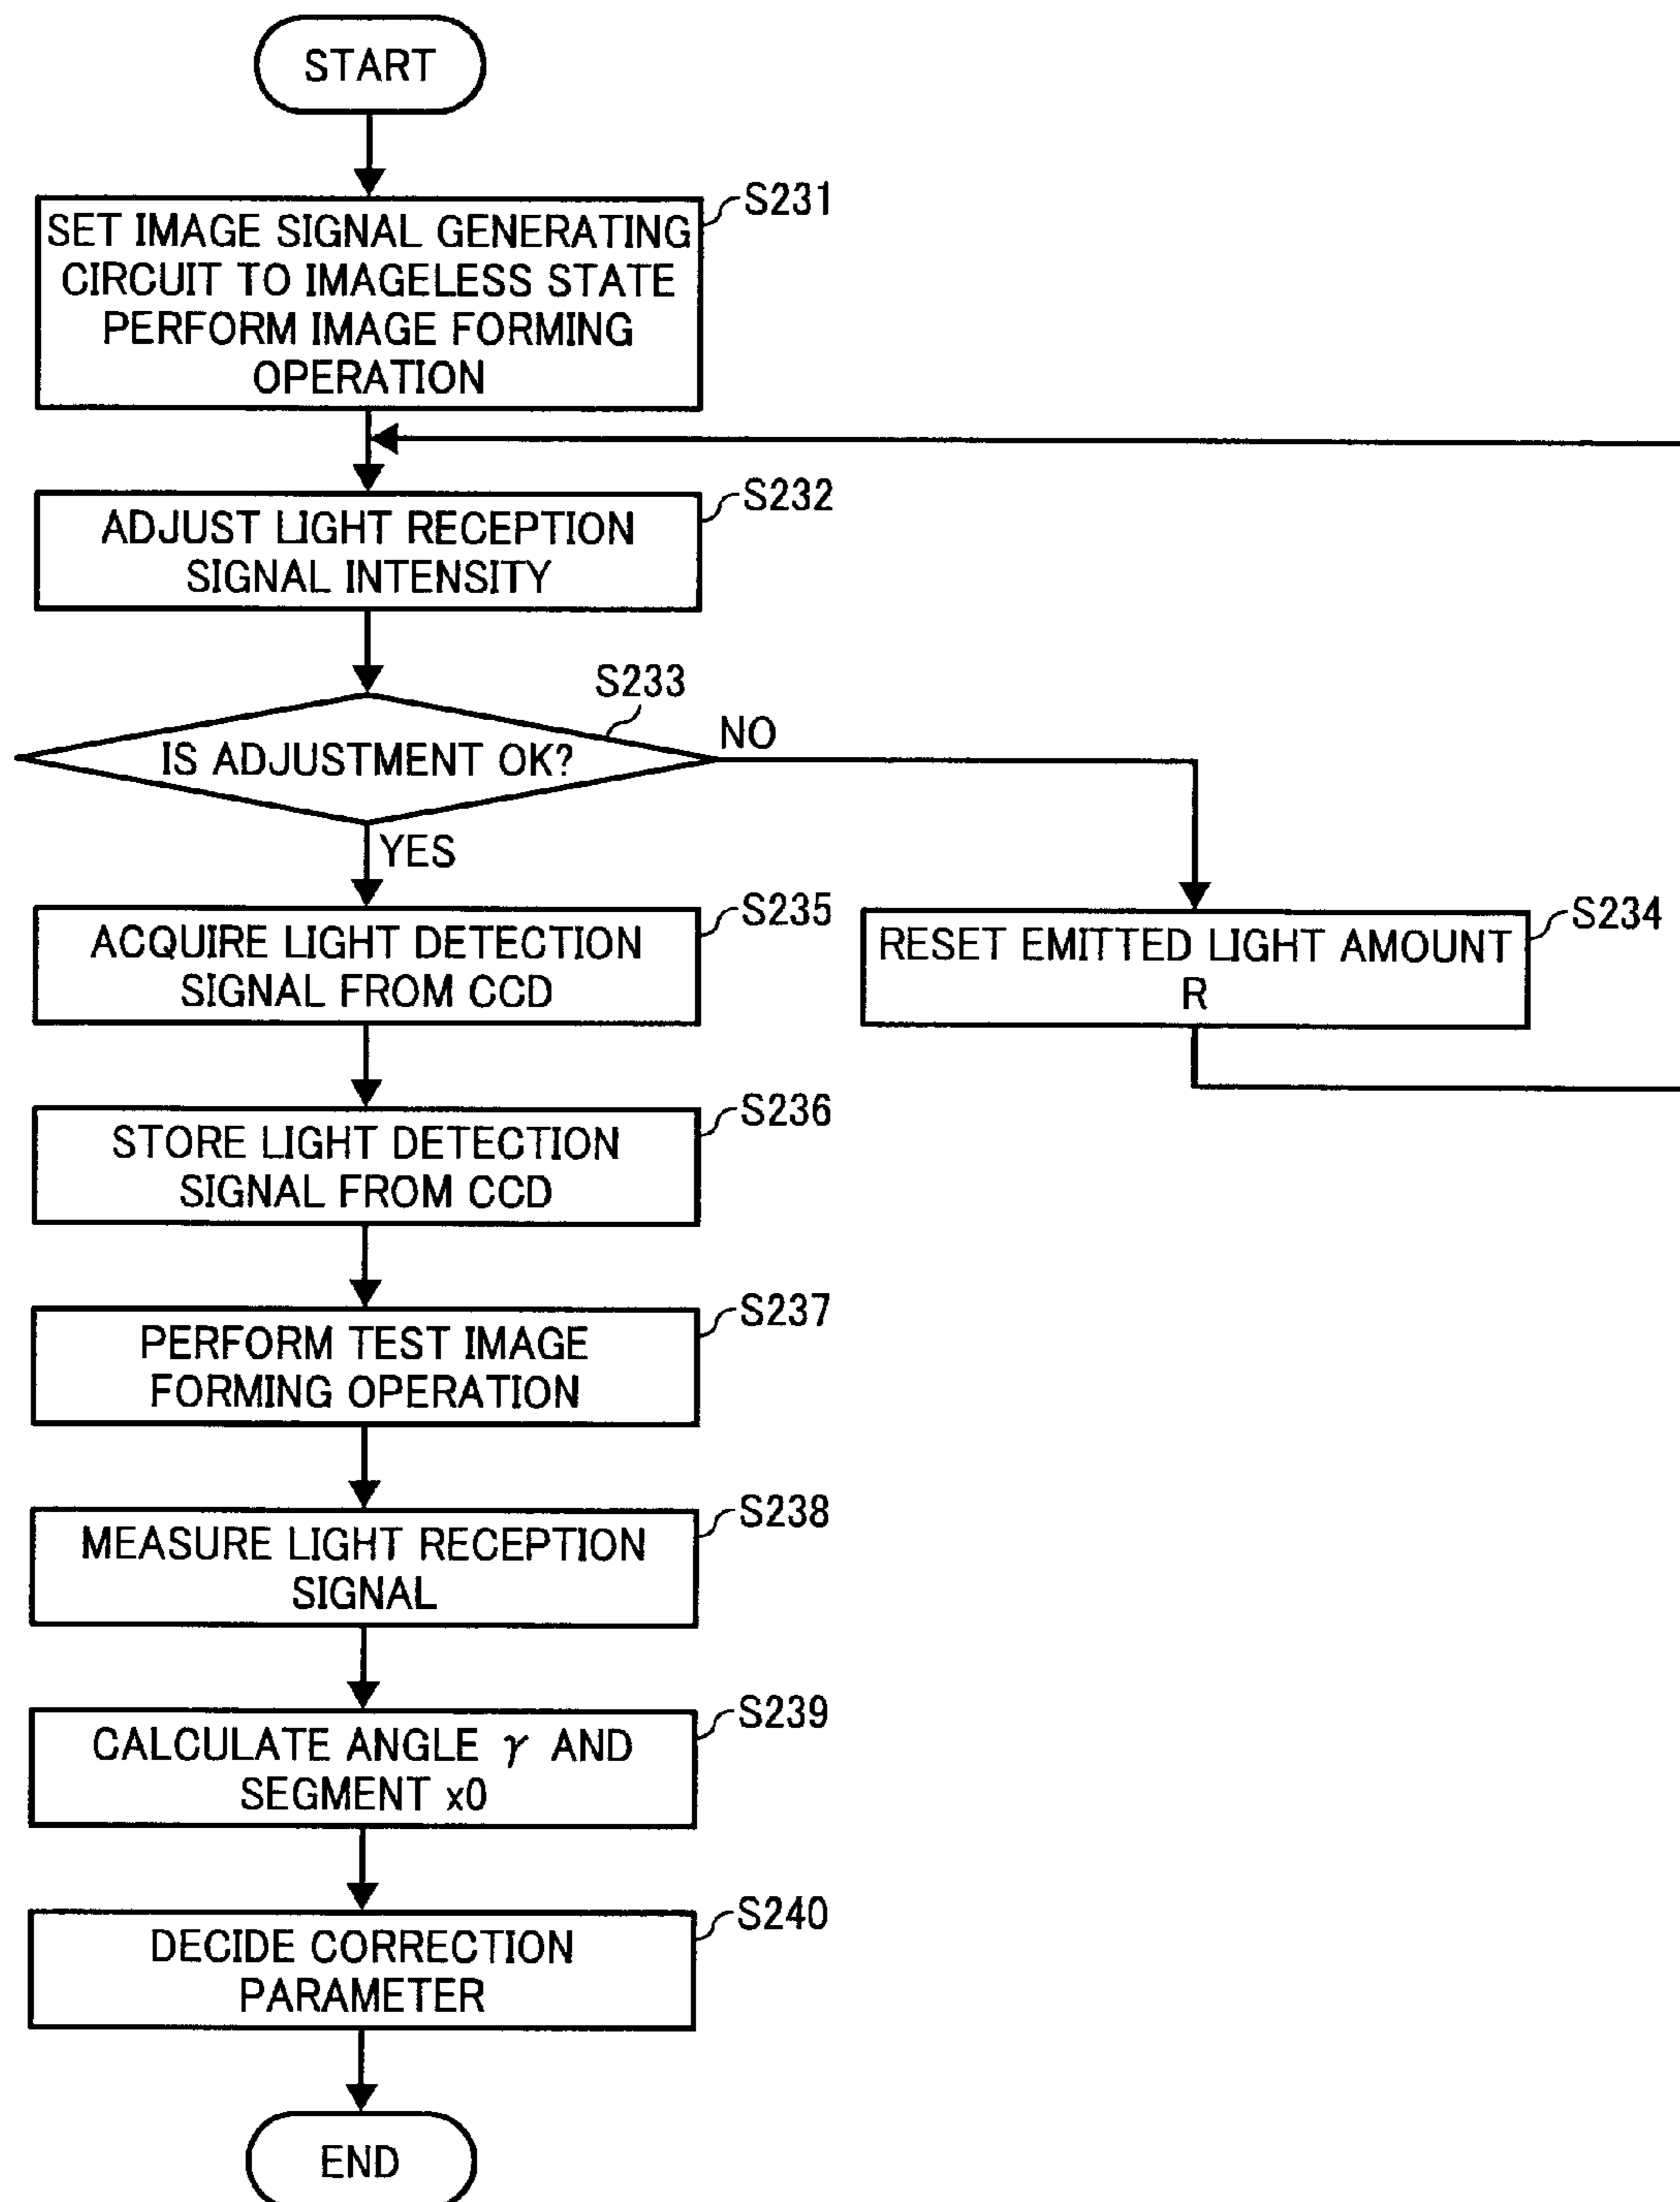 START
S231
SET IMAGE SIGNAL GENERATING
CIRCUIT TO IMAGELESS STATE
PERFORM IMAGE FORMING
OPERATION
S232
ADJUST LIGHT RECEPTION
SIGNAL INTENSITY
S233
IS ADJUSTMENT OK?
NO
YES
S235
ACQUIRE LIGHT DETECTION
SIGNAL FROM CCD
S234
RESET EMITTED LIGHT AMOUNT
R
S236
STORE LIGHT DETECTION
SIGNAL FROM CCD
S237
PERFORM TEST IMAGE
FORMING OPERATION
S238
MEASURE LIGHT RECEPTION
SIGNAL
S239
CALCULATE ANGLE γ AND
SEGMENT x0
S240
DECIDE CORRECTION
PARAMETER
END